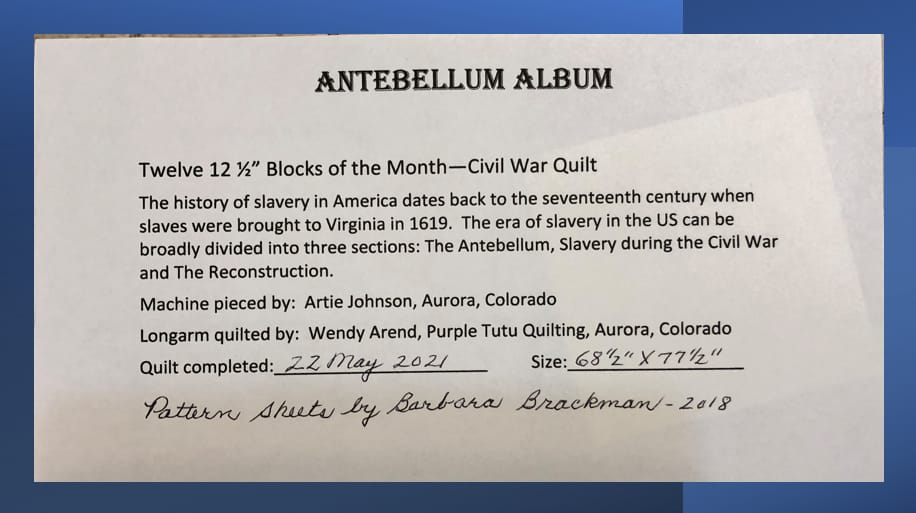 ANTEBELLUM ALBUM
Twelve 12 ½” Blocks of the Month—Civil War Quilt
The history of slavery in America dates back to the seventeenth century when
slaves were brought to Virginia in 1619.  The era of slavery in the US can be
broadly divided into three sections: The Antebellum, Slavery during the Civil War
and The Reconstruction.
Machine pieced by:  Artie Johnson, Aurora, Colorado
Longarm quilted by:  Wendy Arend, Purple Tutu Quilting, Aurora, Colorado
Quilt completed: 22 May 2021 Size: 68½" X 77½"
Pattern sheets by Barbara Brackman - 2018